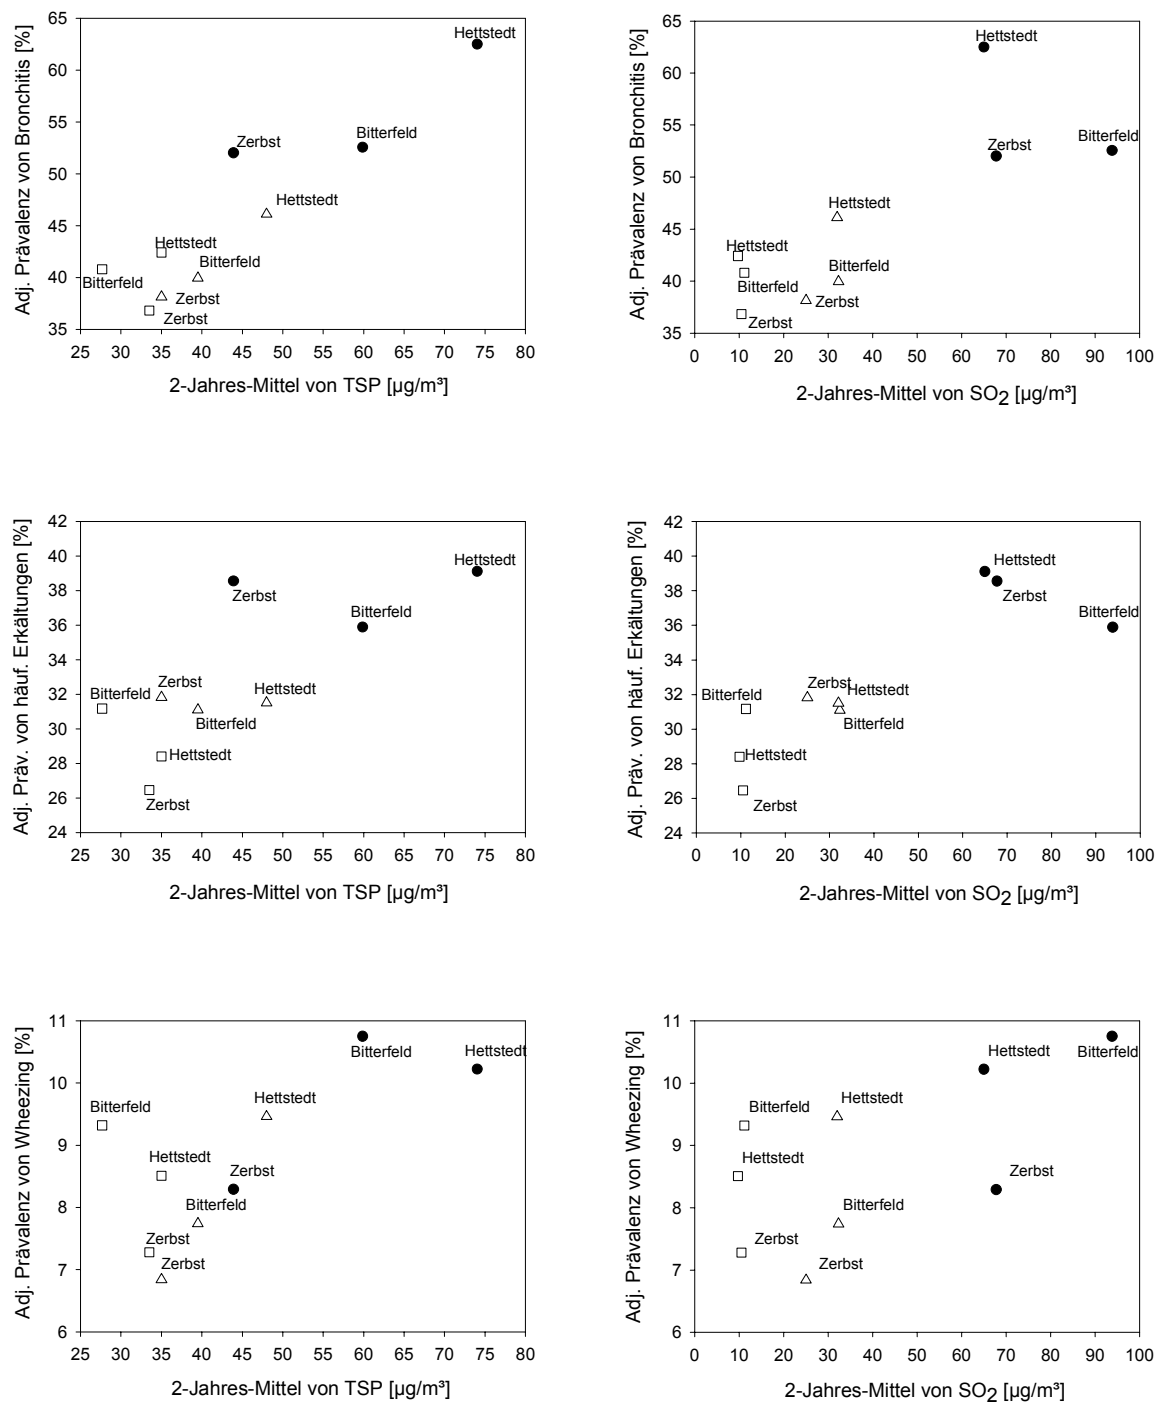 Adj. Prävalenz von Bronchitis [%]
65
60
55
50
45
40
35
Hettstedt
Bitterfeld
Zerbst
Hettstedt
Hettstedt
Bitterfeld
Bitterfeld
Zerbst
Zerbst
25 30 35 40 45 50 55 60 65 70 75 80
2-Jahres-Mittel von TSP [µg/m³]
Adj. Prävalenz von Bronchitis [%]
65
60
55
50
45
40
35
Hettstedt
Bitterfeld
Zerbst
Hettstedt
Hettstedt
Bitterfeld
Bitterfeld
Zerbst
Zerbst
0 10 20 30 40 50 60 70 80 90 100
2-Jahres-Mittel von SO2 [µg/m³]
Adj. Präv. von häuf. Erkältungen [%]
42
40
38
36
34
32
30
28
26
24
Hettstedt
Zerbst
Bitterfeld
Zerbst
Bitterfeld
Hettstedt
Bitterfeld
Hettstedt
Zerbst
25 30 35 40 45 50 55 60 65 70 75 80
2-Jahres-Mittel von TSP [µg/m³]
Adj. Präv. von häuf. Erkältungen [%]
42
40
38
36
34
32
30
28
26
24
Hettstedt
Zerbst
Bitterfeld
Zerbst
Bitterfeld
Hettstedt
Bitterfeld
Hettstedt
Zerbst
0 10 20 30 40 50 60 70 80 90 100
2-Jahres-Mittel von SO2 [µg/m³]
Adj. Prävalenz von Wheezing [%]
11
10
9
8
7
6
Bitterfeld
Hettstedt
Hettstedt
Bitterfeld
Hettstedt
Zerbst
Bitterfeld
Zerbst
Zerbst
25 30 35 40 45 50 55 60 65 70 75 80
2-Jahres-Mittel von TSP [µg/m³]
Adj. Prävalenz von Wheezing [%]
11
10
9
8
7
6
Hettstedt
Bitterfeld
Bitterfeld
Hettstedt
Hettstedt
Zerbst
Bitterfeld
Zerbst
Zerbst
0 10 20 30 40 50 60 70 80 90 100
2-Jahres-Mittel von SO2 [µg/m³]